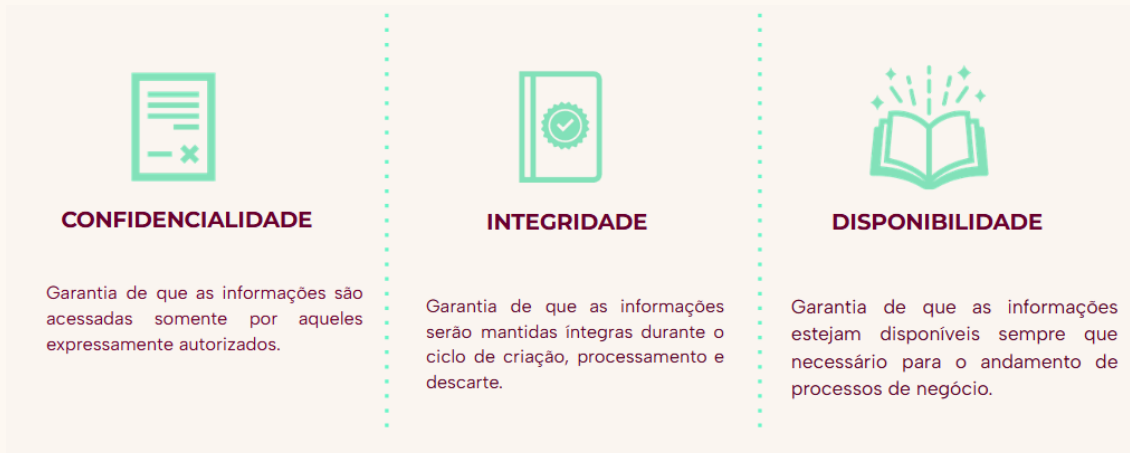 CONFIDENCIALIDADE
Garantia de que as informações são
acessadas somente por aqueles
expressamente autorizados.
INTEGRIDADE
Garantia de que as informações
serão mantidas íntegras durante o
ciclo de criação, processamento e
descarte.
DISPONIBILIDADE
Garantia de que as informações
estejam disponíveis sempre que
necessário para o andamento de
processos de negócio.